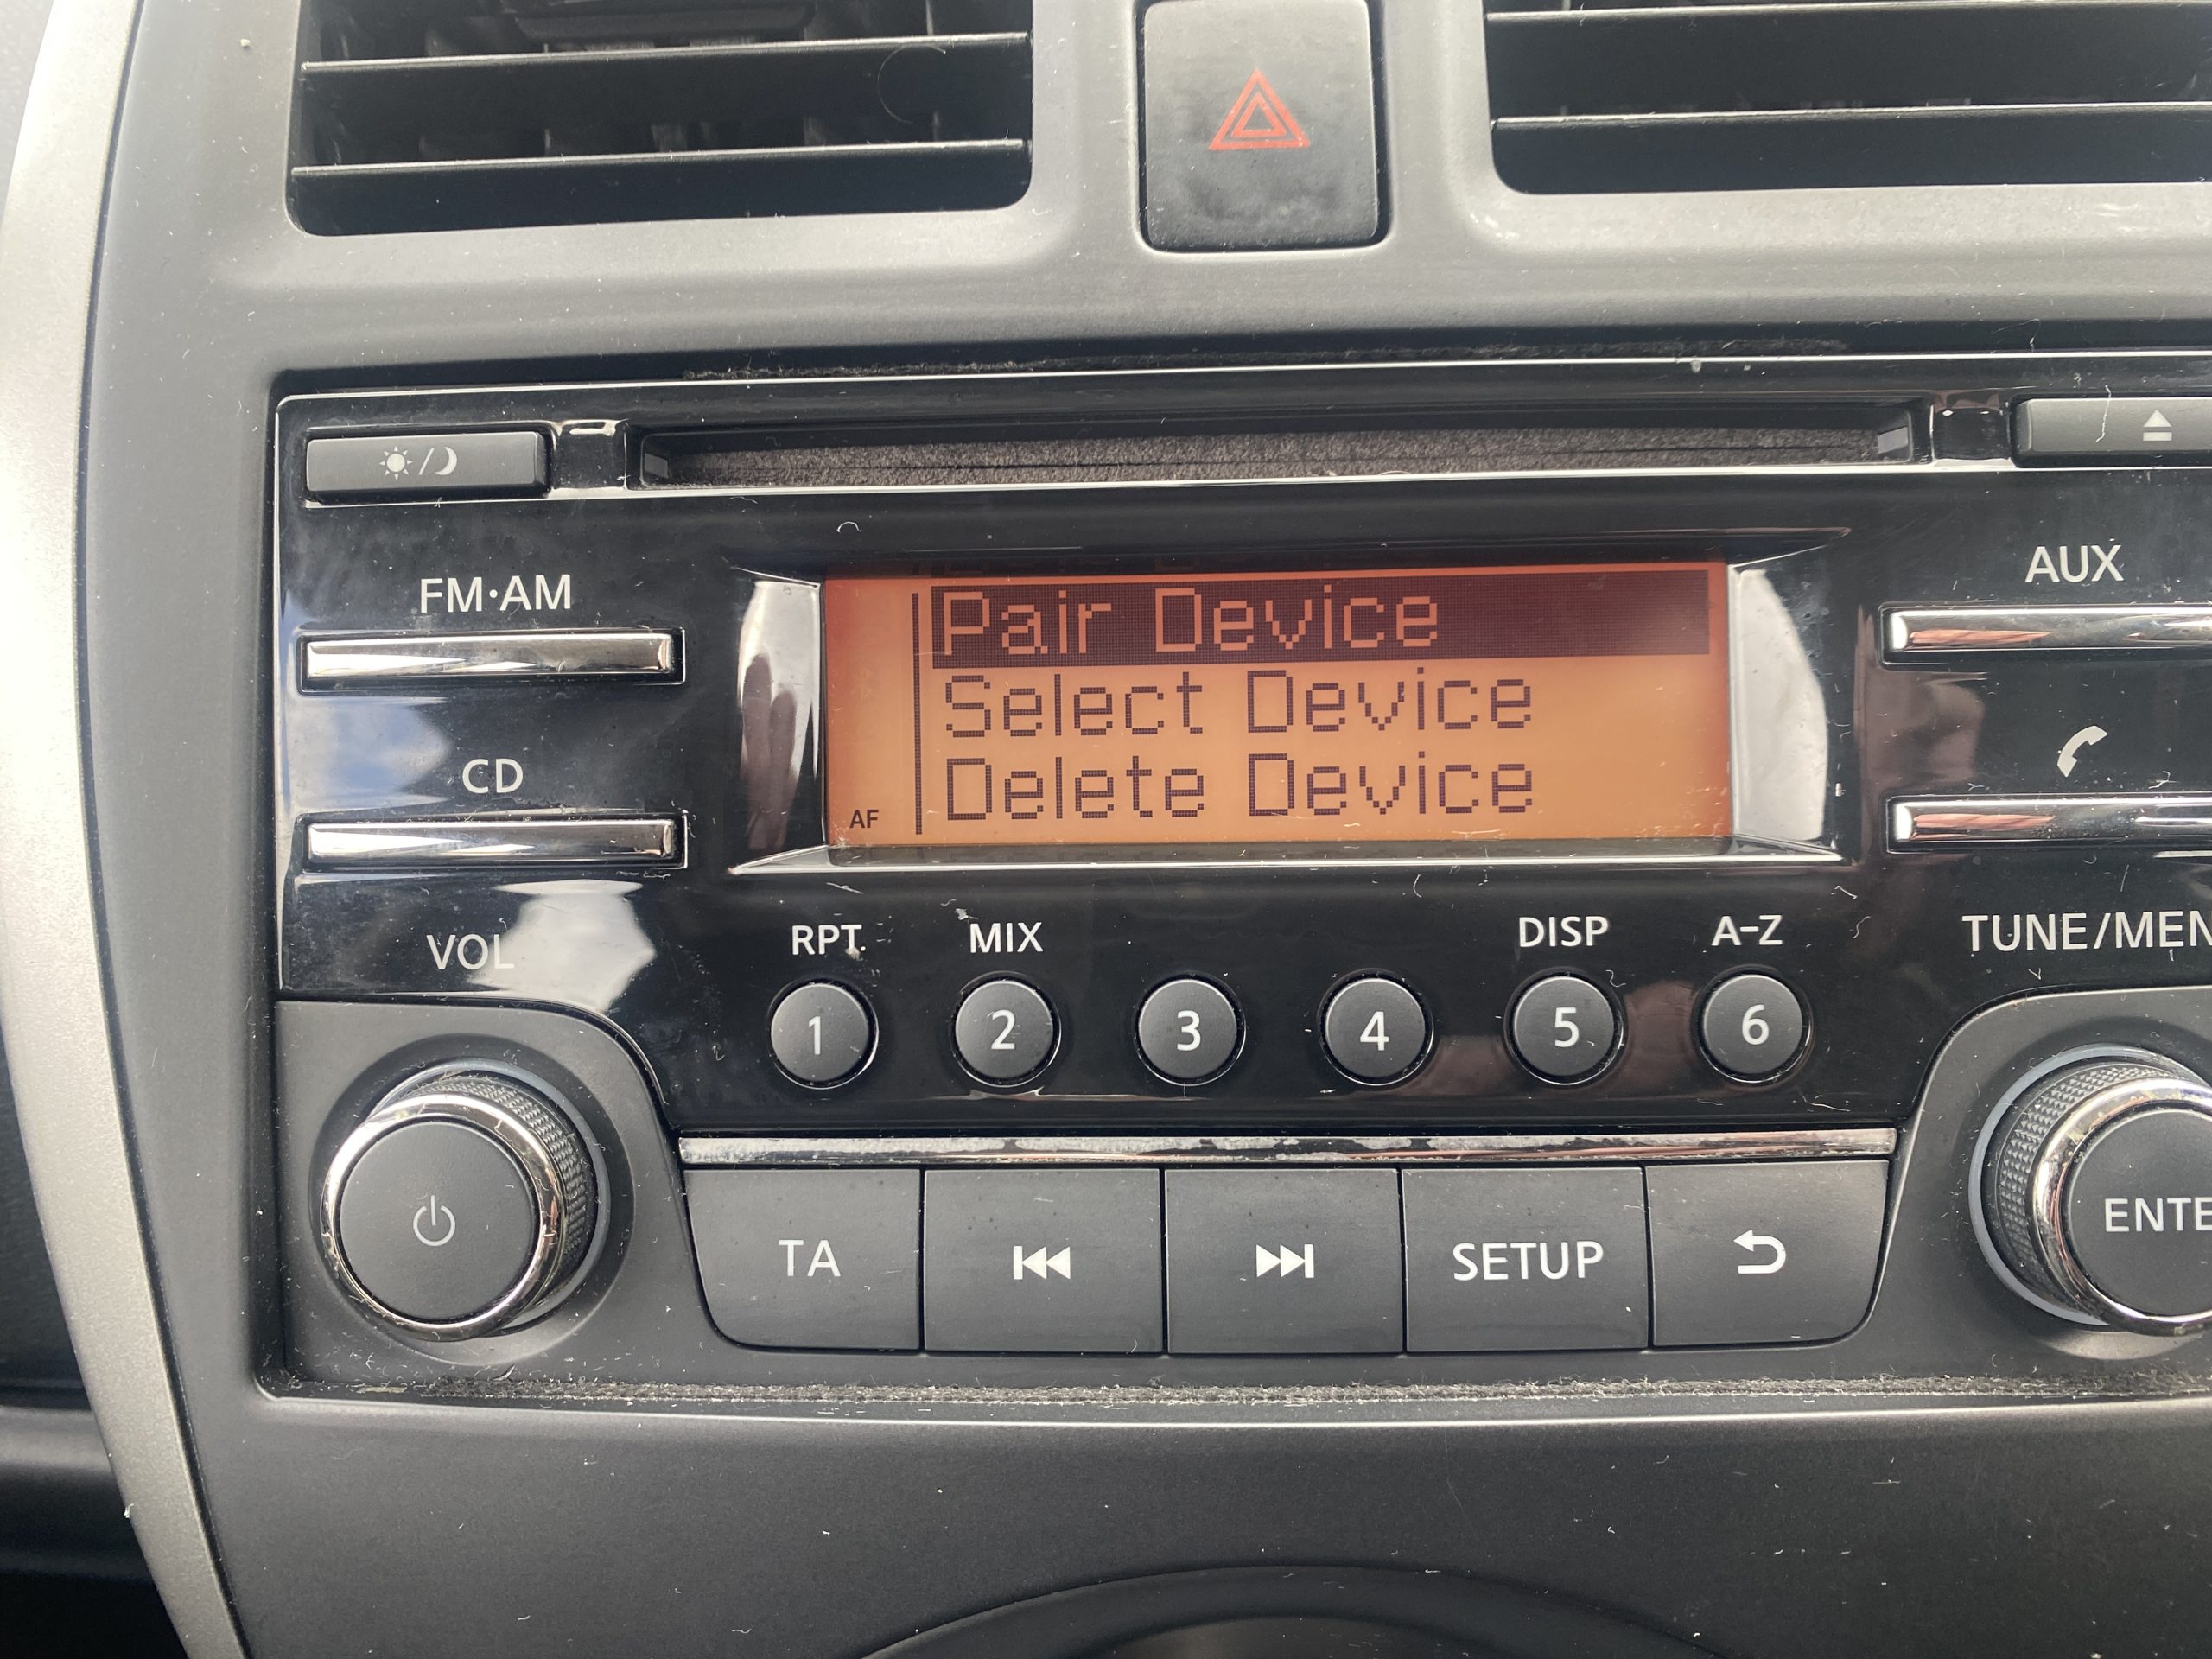 FM·AM
AUX
Pair Device
Select Device
Delete Device
AF
CD
VOL
RPT
MIX
DISP
A-Z
TUNE/MEN
1
2
3
4
5
6
TA
SETUP
ENTE